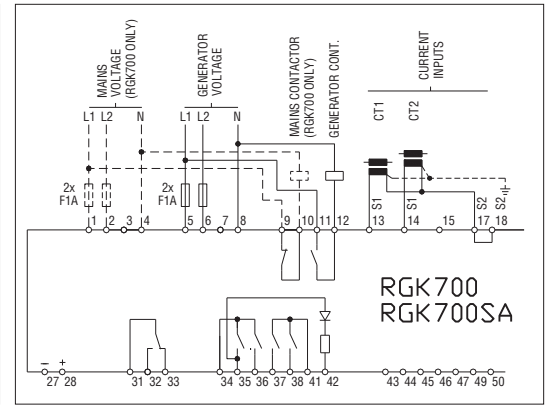 MAINS
VOLTAGE
(RGK700 ONLY)
GENERATOR
VOLTAGE
MAINS CONTACTOR
(RGK700 ONLY)
GENERATOR CONT.
CURRENT
INPUTS
CT1
CT2
L1 L2 N
L1 L2 N
2x
F1A
2x
F1A
S1
S1
S2
S2
1 2 3 4 5 6 7 8 9 10 11 12 13 14 15 17 18
RGK700
RGK700SA
– +
27 28 31 32 33 34 35 36 37 38 41 42 43 44 45 46 47 49 50